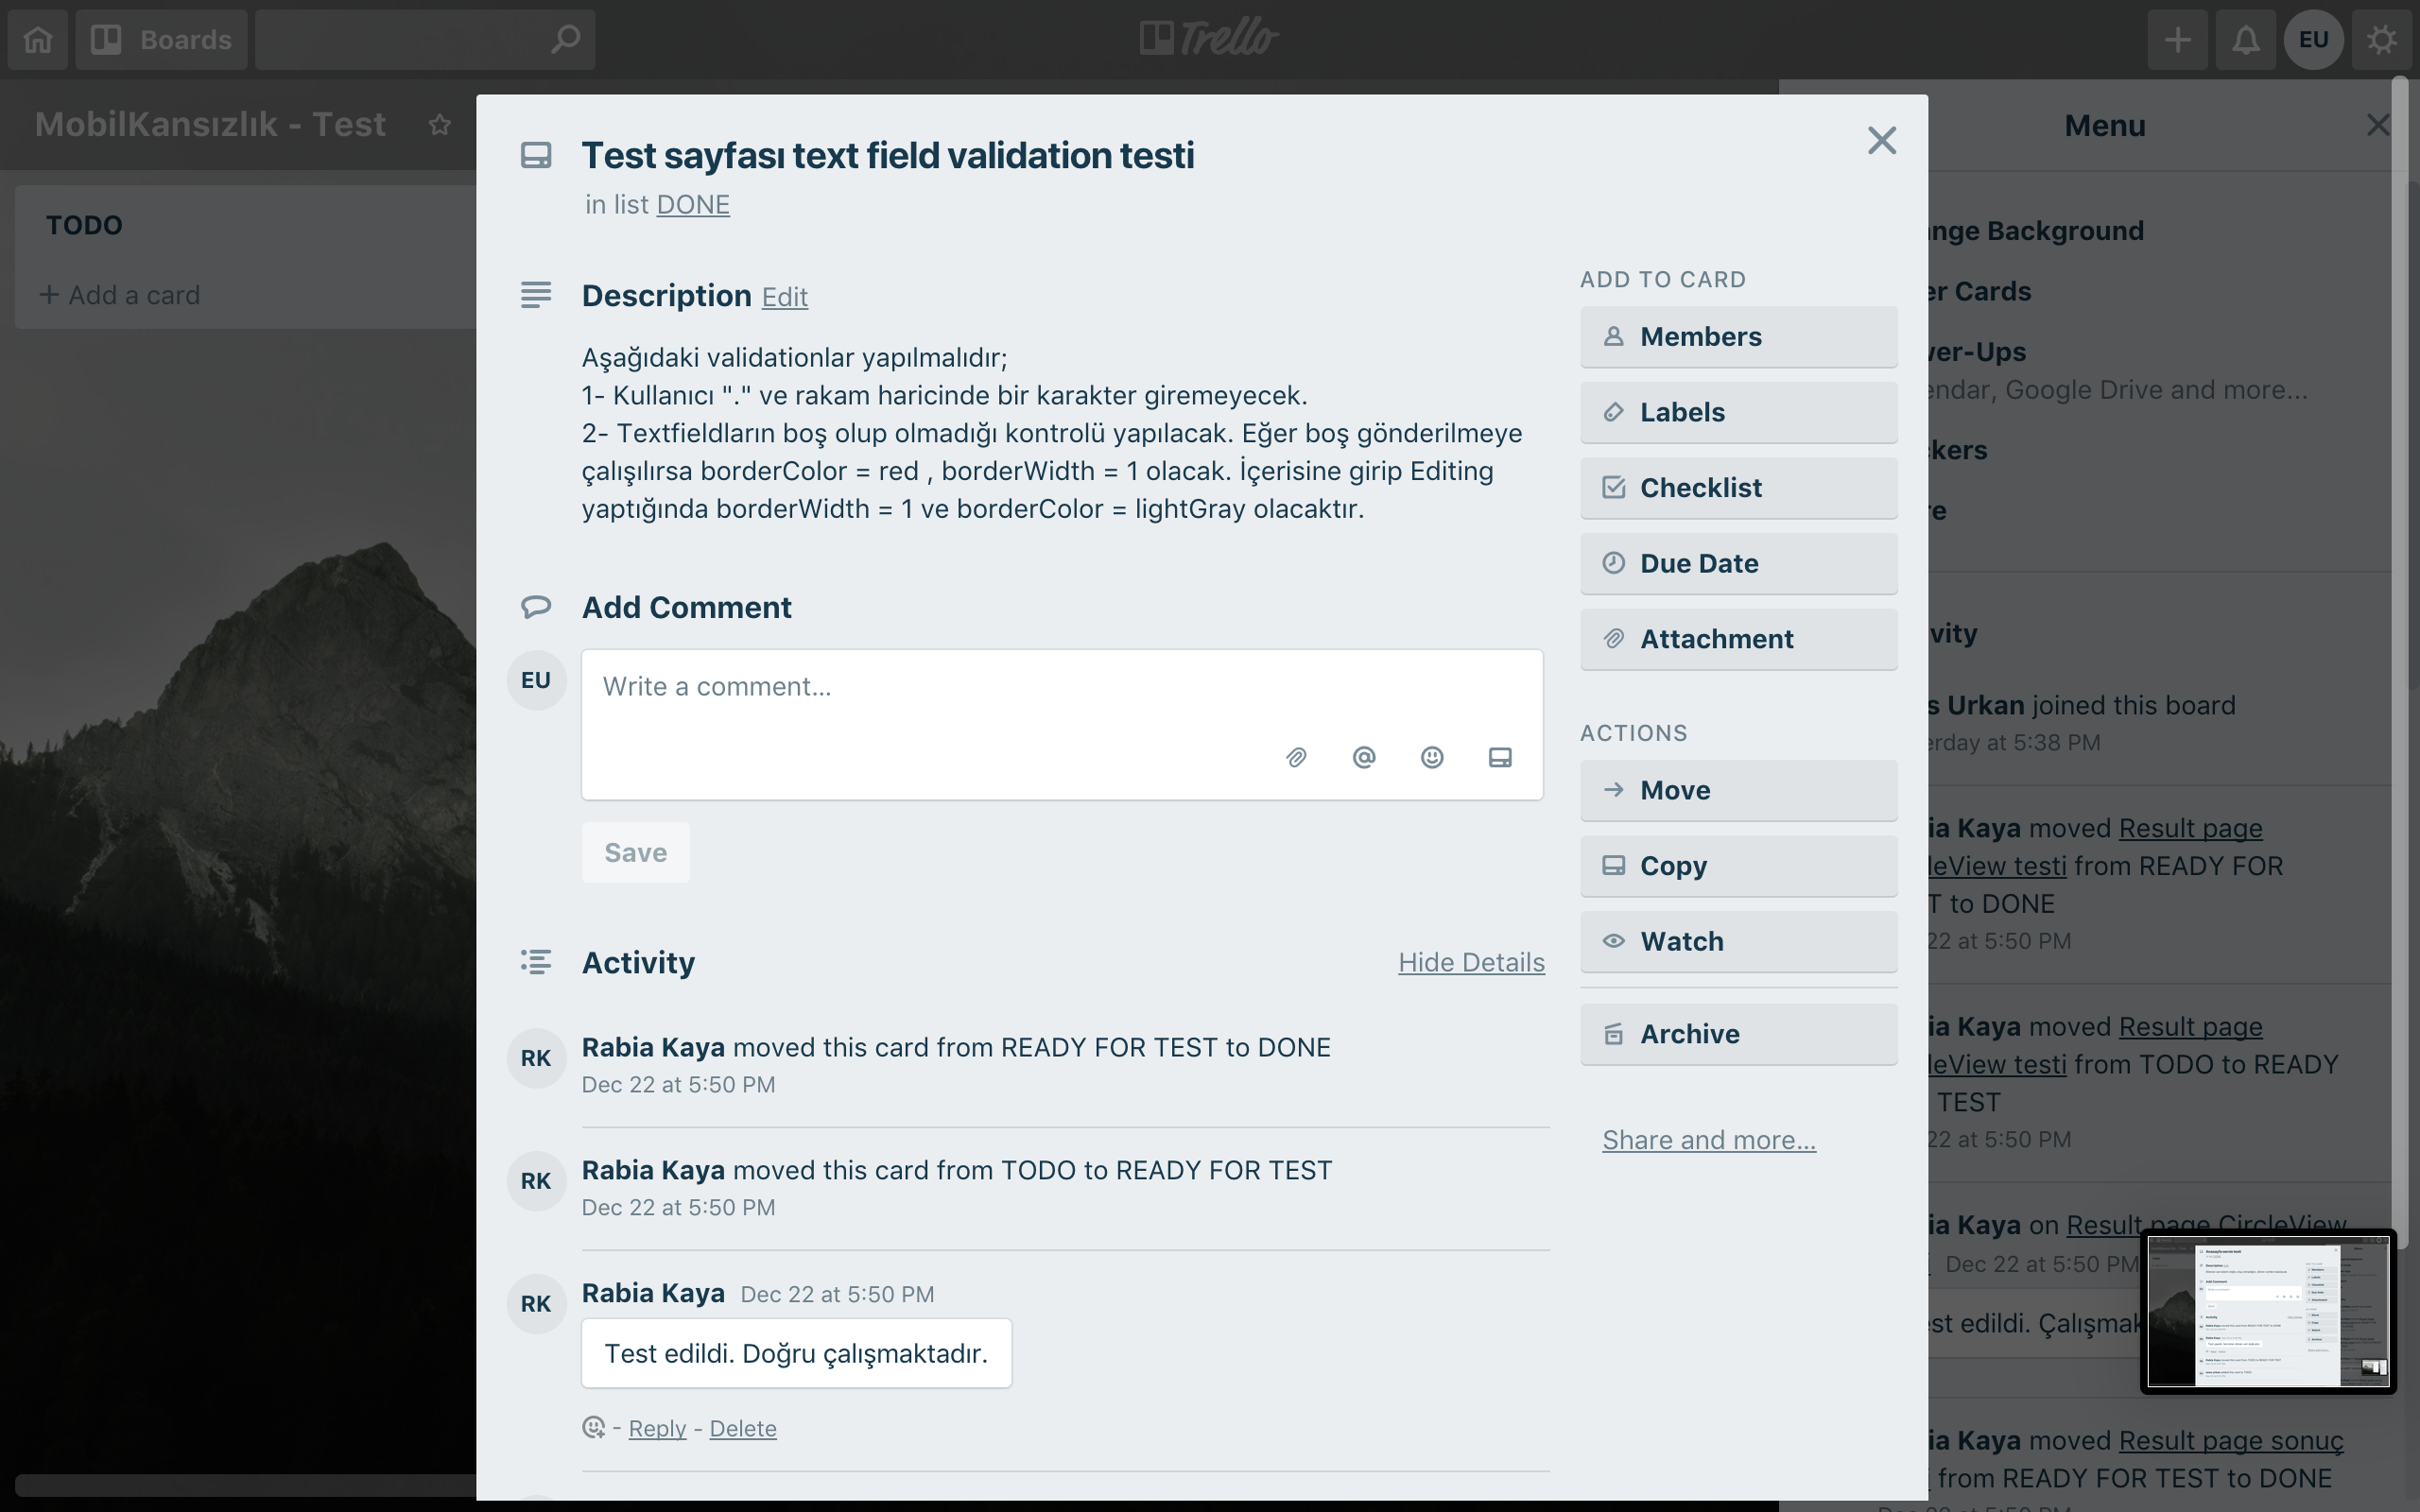 Boards
Trello
EU
MobilKansızlık - Test
Menu
TODO
+ Add a card
Test sayfası text field validation testi
in list DONE
Description Edit
Aşağıdaki validationlar yapılmalıdır;
1- Kullanıcı "." ve rakam haricinde bir karakter giremeyecek.
2- Textfieldların boş olup olmadığı kontrolü yapılacak. Eğer boş gönderilmeye
çalışılırsa borderColor = red , borderWidth = 1 olacak. İçerisine girip Editing
yaptığında borderWidth = 1 ve borderColor = lightGray olacaktır.
Add Comment
EU
Write a comment...
Save
Activity
Hide Details
RK
Rabia Kaya moved this card from READY FOR TEST to DONE
Dec 22 at 5:50 PM
RK
Rabia Kaya moved this card from TODO to READY FOR TEST
Dec 22 at 5:50 PM
RK
Rabia Kaya Dec 22 at 5:50 PM
Test edildi. Doğru çalışmaktadır.
- Reply - Delete
ADD TO CARD
Members
Labels
Checklist
Due Date
Attachment
ACTIONS
Move
Copy
Watch
Archive
Share and more...
nge Background
er Cards
er-Ups
endar, Google Drive and more...
kers
re
vity
s Urkan joined this board
erday at 5:38 PM
ia Kaya moved Result page
leView testi from READY FOR
T to DONE
22 at 5:50 PM
ia Kaya moved Result page
leView testi from TODO to READY
TEST
22 at 5:50 PM
ia Kaya on Result page CircleView
Dec 22 at 5:50 PM
st edildi. Çalışmak
ia Kaya moved Result page sonuç
from READY FOR TEST to DONE